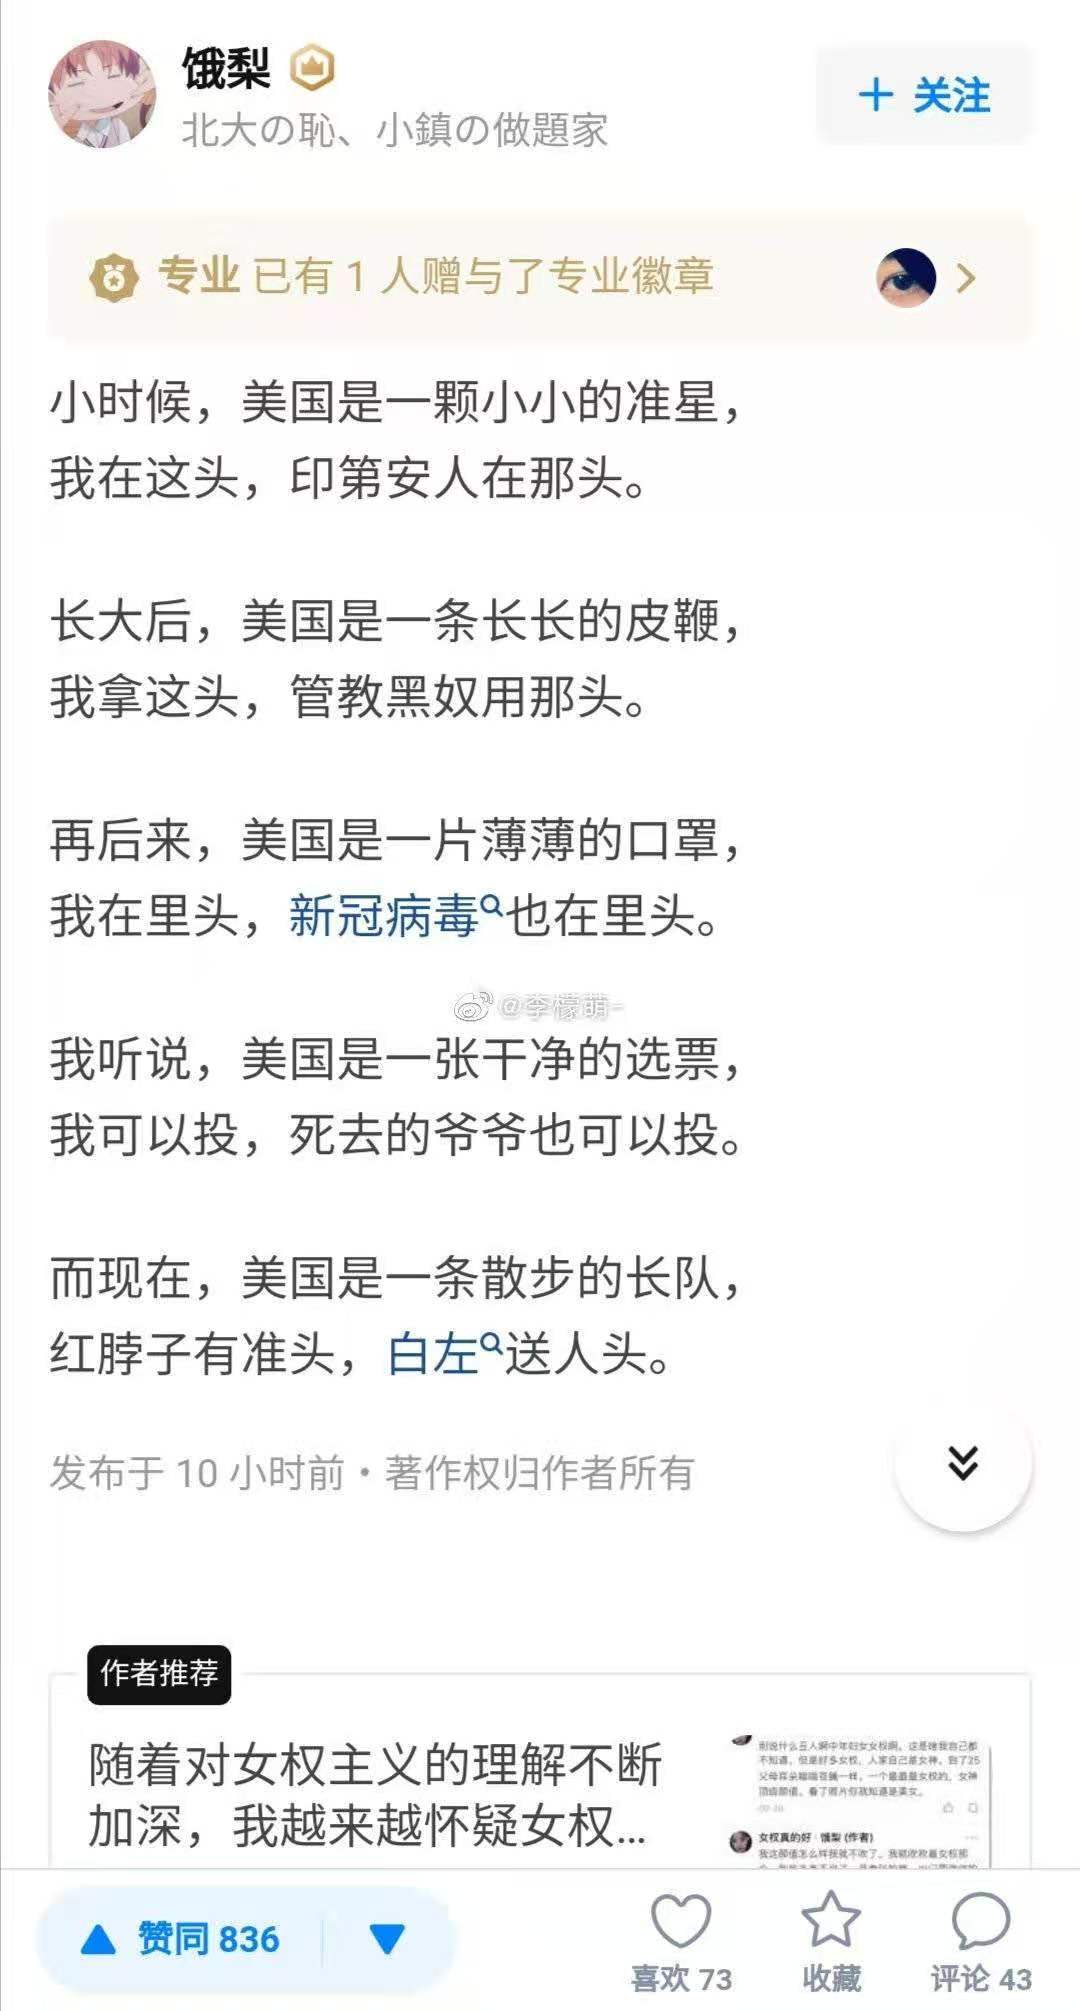 饿梨
北大の恥、小鎮の做題家
+ 关注
专业 已有 1 人赠与了专业徽章
小时候，美国是一颗小小的准星，
我在这头，印第安人在那头。
长大后，美国是一条长长的皮鞭，
我拿这头，管教黑奴用那头。
再后来，美国是一片薄薄的口罩，
我在里头，新冠病毒也在里头。
@李檬萌-
我听说，美国是一张干净的选票，
我可以投，死去的爷爷也可以投。
而现在，美国是一条散步的长队，
红脖子有准头，白左送人头。
发布于 10 小时前・著作权归作者所有
作者推荐
随着对女权主义的理解不断
加深，我越来越怀疑女权...
女权真的好・饿梨 (作者)
赞同 836
喜欢 73
收藏
评论 43